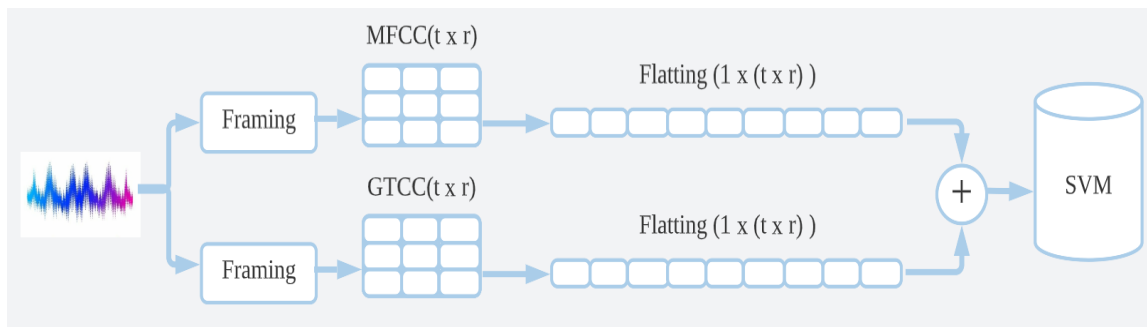 MFCC(t x r)
Framing
Flatting (1 x (t x r) )
GTCC(t x r)
Framing
Flatting (1 x (t x r) )
+
SVM